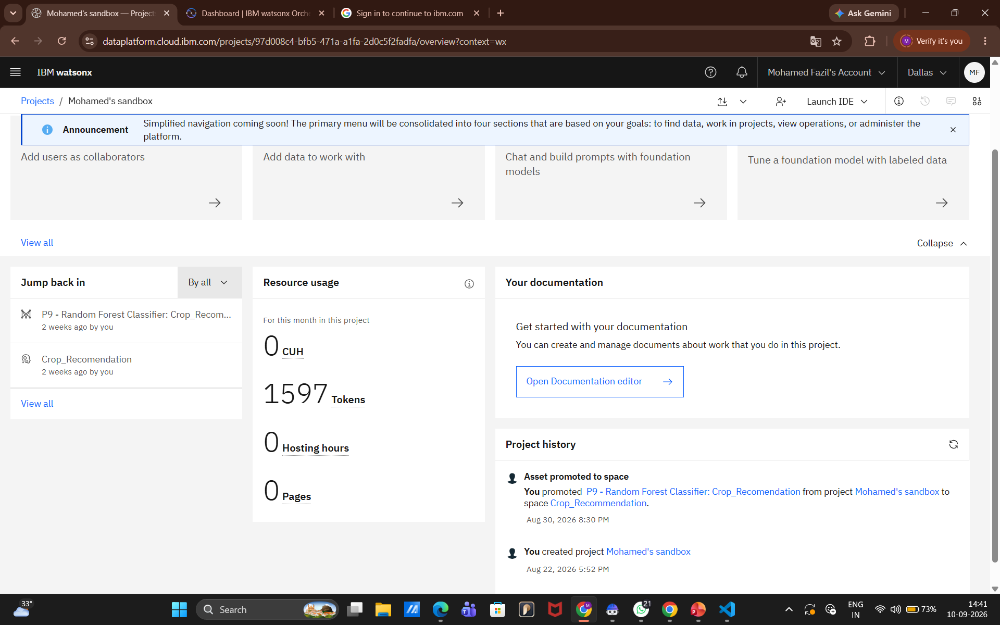 Mohamed's sandbox — Project
Dashboard | IBM watsonx Orche
Sign in to continue to ibm.com
Ask Gemini
dataplatform.cloud.ibm.com/projects/97d008c4-bfb5-471a-a1fa-2d0c5f2fadfa/overview?context=wx
M
Verify it's you
IBM watsonx
Mohamed Fazil's Account
Dallas
MF
Projects / Mohamed's sandbox
Launch IDE
Announcement
Simplified navigation coming soon! The primary menu will be consolidated into four sections that are based on your goals: to find data, work in projects, view operations, or administer the
platform.
Add users as collaborators
Add data to work with
Chat and build prompts with foundation
models
Tune a foundation model with labeled data
View all
Collapse
Jump back in
By all
P9 - Random Forest Classifier: Crop_Recom...
2 weeks ago by you
Crop_Recomendation
2 weeks ago by you
View all
Resource usage
For this month in this project
0 CUH
1597 Tokens
0 Hosting hours
0 Pages
Your documentation
Get started with your documentation
You can create and manage documents about work that you do in this project.
Open Documentation editor
Project history
Asset promoted to space
You promoted P9 - Random Forest Classifier: Crop_Recomendation from project Mohamed's sandbox to
space Crop_Recommendation.
Aug 30, 2026 8:30 PM
You created project Mohamed's sandbox
Aug 22, 2026 5:52 PM
33°
Search
21
ENG
IN
73%
14:41
10-09-2026